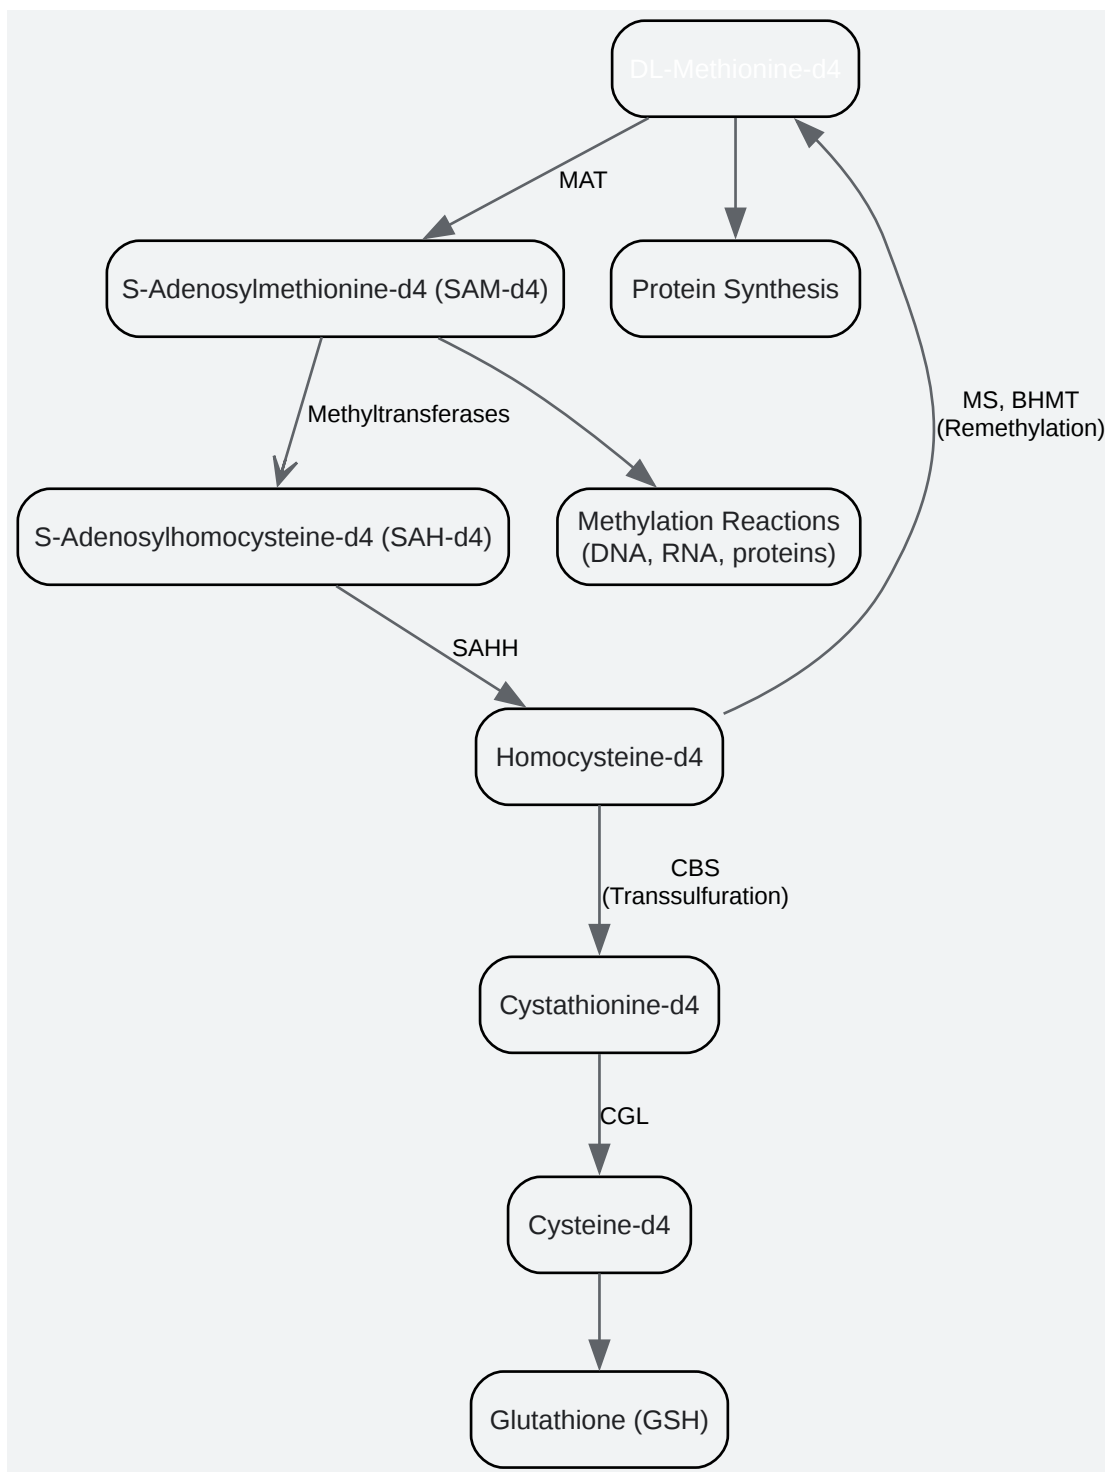 DL-Methionine-d4
MAT
S-Adenosylmethionine-d4 (SAM-d4)
Protein Synthesis
Methyltransferases
MS, BHMT
(Remethylation)
S-Adenosylhomocysteine-d4 (SAH-d4)
Methylation Reactions
(DNA, RNA, proteins)
SAHH
Homocysteine-d4
CBS
(Transsulfuration)
Cystathionine-d4
CGL
Cysteine-d4
Glutathione (GSH)